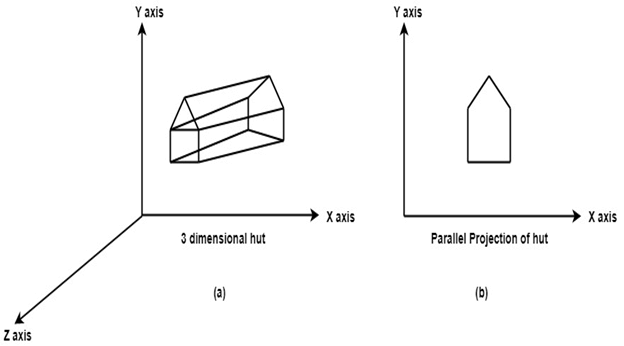 Y axis
Y axis
X axis
X axis
3 dimensional hut
Parallel Projection of hut
(a)
(b)
Z axis